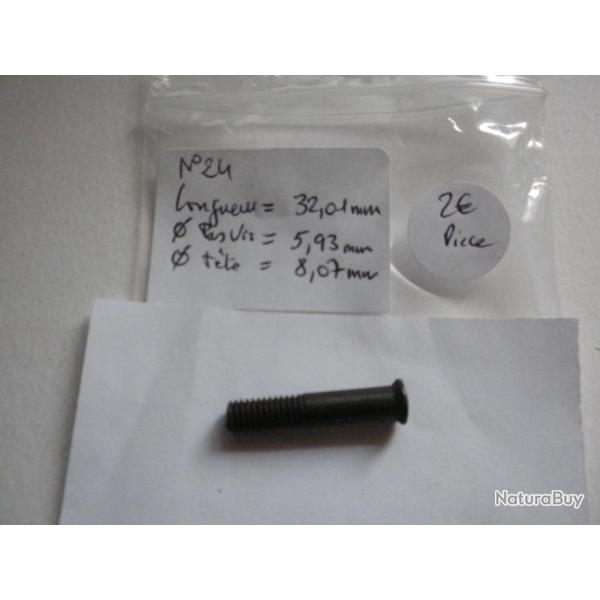 N° 24
Longueur = 32,01 mm
Ø Pas Vis = 5,93 mm
Ø tête = 8,07 mm
2€
Pièce
NaturaBuy